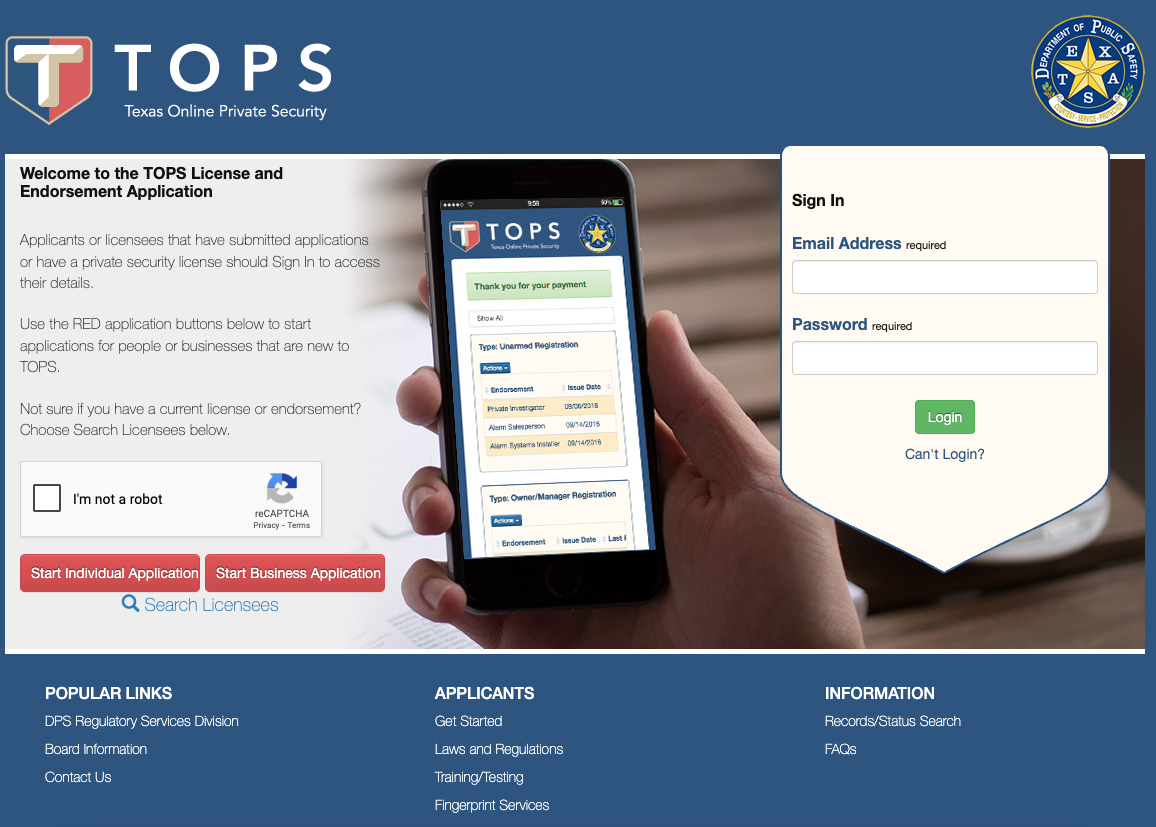 TOPS
Texas Online Private Security
DEPARTMENT OF PUBLIC SAFETY
TEXAS
COURTESY · SERVICE · PROTECTION
Welcome to the TOPS License and
Endorsement Application
Applicants or licensees that have submitted applications
or have a private security license should Sign In to access
their details.
Use the RED application buttons below to start
applications for people or businesses that are new to
TOPS.
Not sure if you have a current license or endorsement?
Choose Search Licensees below.
I'm not a robot
reCAPTCHA
Privacy - Terms
Start Individual Application
Start Business Application
Search Licensees
9:59
50%
TOPS
Texas Online Private Security
Thank you for your payment
Show All
Type: Unarmed Registration
Actions
Endorsement Issue Date
Private Investigator 09/06/2016
Alarm Salesperson 09/14/2016
Alarm Systems Installer 09/14/2016
Type: Owner/Manager Registration
Actions
Endorsement Issue Date Last
Sign In
Email Address required
Password required
Login
Can't Login?
POPULAR LINKS
DPS Regulatory Services Division
Board Information
Contact Us
APPLICANTS
Get Started
Laws and Regulations
Training/Testing
Fingerprint Services
INFORMATION
Records/Status Search
FAQs